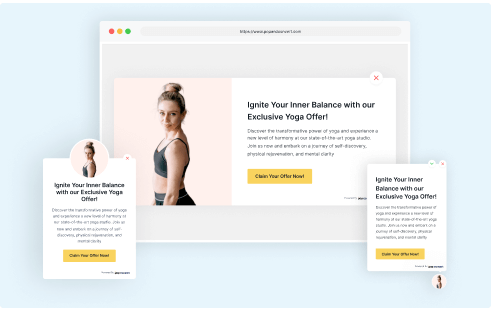 https://www.popandconvert.com
Ignite Your Inner Balance with our
Exclusive Yoga Offer!
Discover the transformative power of yoga and experience a
new level of harmony at our state-of-the-art yoga studio.
Join us now and embark on a journey of self-discovery,
physical rejuvenation, and mental clarity
Claim Your Offer Now!
Powered By
Ignite Your Inner Balance
with our Exclusive Yoga
Offer!
Discover the transformative power of yoga
and experience a new level of harmony at
our state-of-the-art yoga studio. Join us
now and embark on a journey of self-
discovery, physical rejuvenation, and
mental clarity
Claim Your Offer Now!
Powered By
Ignite Your Inner
Balance with our
Exclusive Yoga Offer!
Discover the transformative power of
yoga and experience a new level of harmony
at our state-of-the-art yoga studio. Join us now and embark on a
journey of self-discovery, physical
rejuvenation, and mental clarity
Claim Your Offer Now!
Powered By